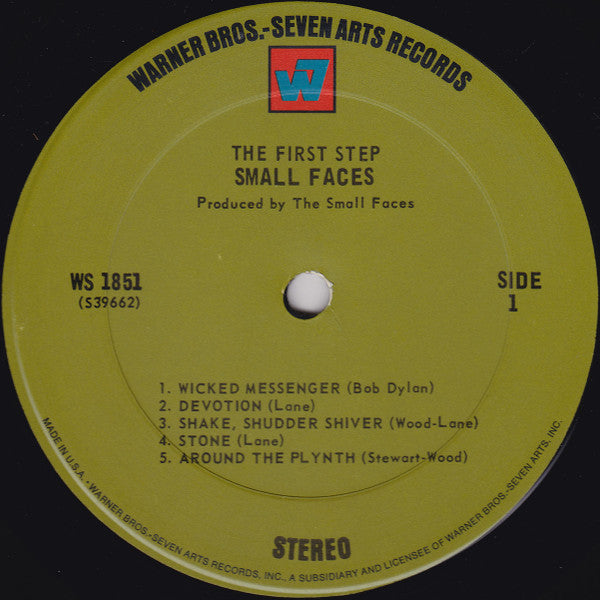 WARNER BROS.-SEVEN ARTS RECORDS
W7
THE FIRST STEP
SMALL FACES
Produced by The Small Faces
WS 1851
(S39662)
SIDE
1
1. WICKED MESSENGER (Bob Dylan)
2. DEVOTION (Lane)
3. SHAKE, SHUDDER SHIVER (Wood-Lane)
4. STONE (Lane)
5. AROUND THE PLYNTH (Stewart-Wood)
STEREO
MADE IN U.S.A. - WARNER BROS.-SEVEN ARTS RECORDS, INC., A SUBSIDIARY AND LICENSEE OF WARNER BROS.-SEVEN ARTS, INC.